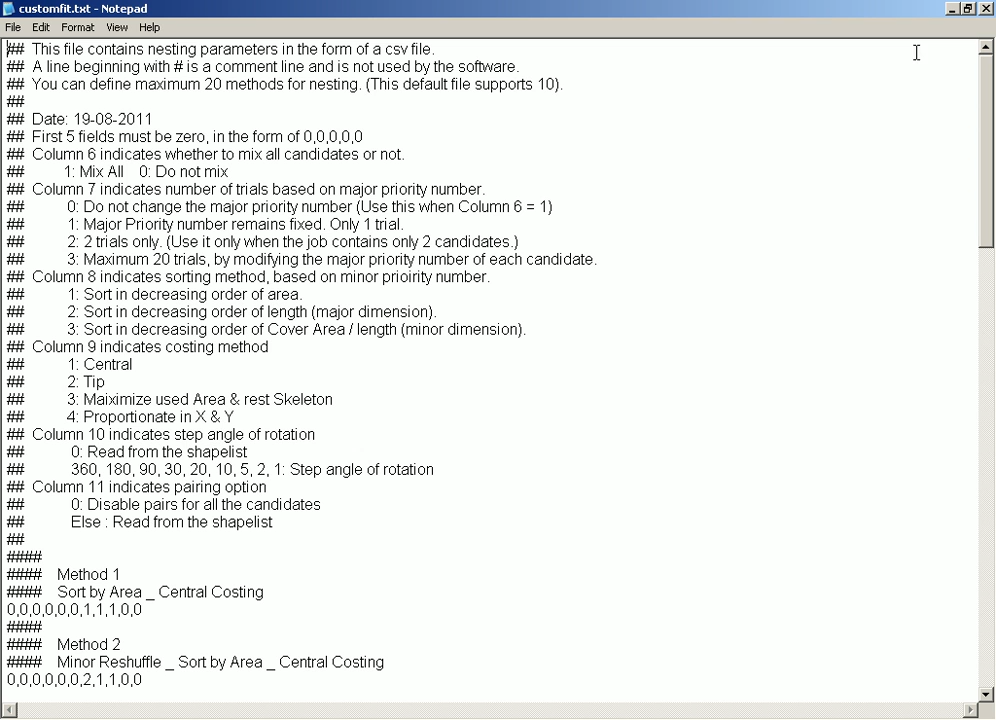 customfit.txt - Notepad
File Edit Format View Help
## This file contains nesting parameters in the form of a csv file.
## A line beginning with # is a comment line and is not used by the software.
## You can define maximum 20 methods for nesting. (This default file supports 10).
##
## Date: 19-08-2011
## First 5 fields must be zero, in the form of 0,0,0,0,0
## Column 6 indicates whether to mix all candidates or not.
## 1: Mix All 0: Do not mix
## Column 7 indicates number of trials based on major priority number.
## 0: Do not change the major priority number (Use this when Column 6 = 1)
## 1: Major Priority number remains fixed. Only 1 trial.
## 2: 2 trials only. (Use it only when the job contains only 2 candidates.)
## 3: Maximum 20 trials, by modifying the major priority number of each candidate.
## Column 8 indicates sorting method, based on minor prioirity number.
## 1: Sort in decreasing order of area.
## 2: Sort in decreasing order of length (major dimension).
## 3: Sort in decreasing order of Cover Area / length (minor dimension).
## Column 9 indicates costing method
## 1: Central
## 2: Tip
## 3: Maiximize used Area & rest Skeleton
## 4: Proportionate in X & Y
## Column 10 indicates step angle of rotation
## 0: Read from the shapelist
## 360, 180, 90, 30, 20, 10, 5, 2, 1: Step angle of rotation
## Column 11 indicates pairing option
## 0: Disable pairs for all the candidates
## Else : Read from the shapelist
##
####
#### Method 1
#### Sort by Area _ Central Costing
0,0,0,0,0,0,1,1,1,0,0
####
#### Method 2
#### Minor Reshuffle _ Sort by Area _ Central Costing
0,0,0,0,0,0,2,1,1,0,0